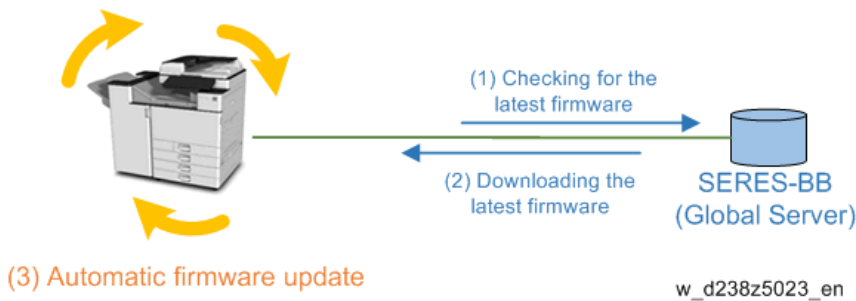 (1) Checking for the
latest firmware
(2) Downloading the
latest firmware
SERES-BB
(Global Server)
(3) Automatic firmware update
w_d238z5023_en